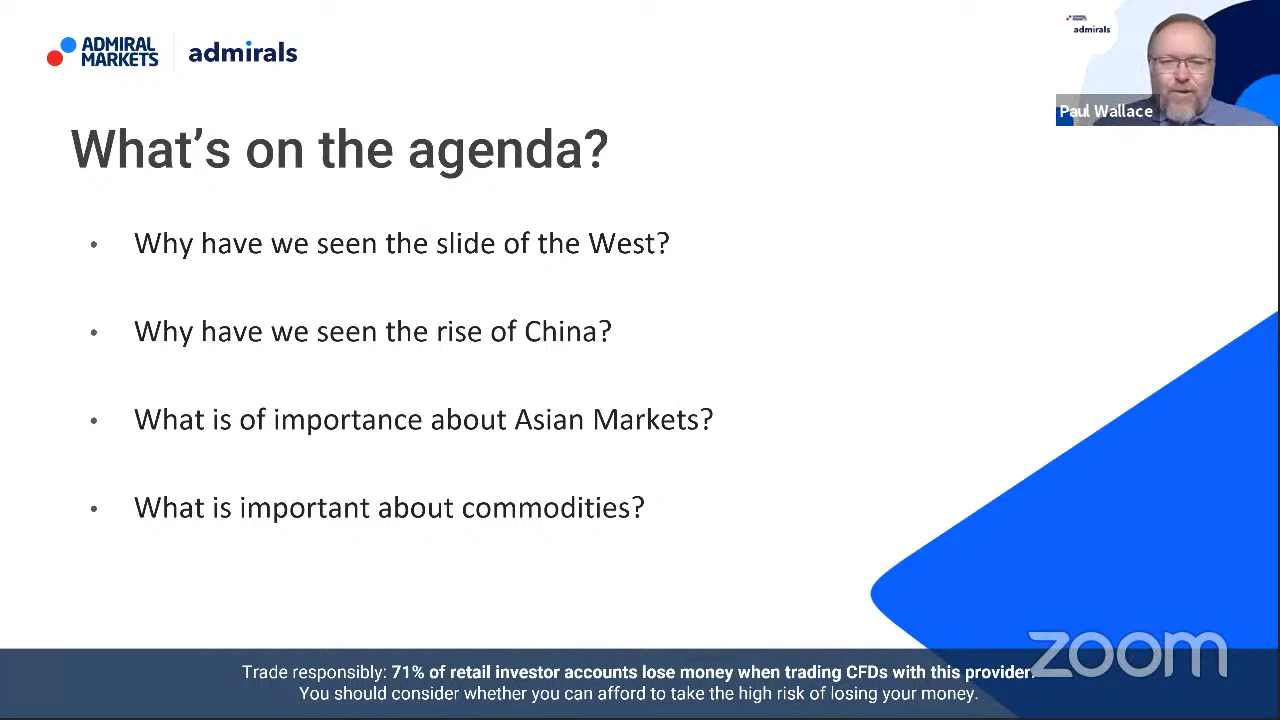 ADMIRAL
MARKETS
admirals
admirals
Paul Wallace
What's on the agenda?
• Why have we seen the slide of the West?
• Why have we seen the rise of China?
• What is of importance about Asian Markets?
• What is important about commodities?
zoom
Trade responsibly: 71% of retail investor accounts lose money when trading CFDs with this provider.
You should consider whether you can afford to take the high risk of losing your money.